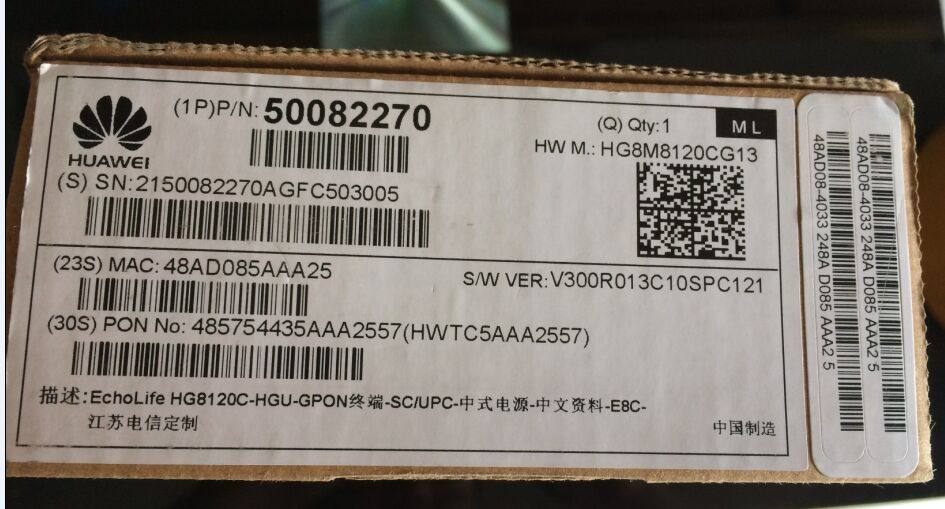 (1P)P/N: 50082270
(Q) Qty: 1
ML
HUAWEI
HW M.: HG8M8120CG13
(S) SN: 2150082270AGFC503005
(23S) MAC: 48AD085AAA25
S/W VER: V300R013C10SPC121
(30S) PON No: 485754435AAA2557(HWTC5AAA2557)
描述: EchoLife HG8120C-HGU-GPON终端-SC/UPC-中式电源-中文资料-E8C-
江苏电信定制
中国制造
48AD08-4033 248A D085 AAA2 5
48AD08-4033 248A D085 AAA2 5